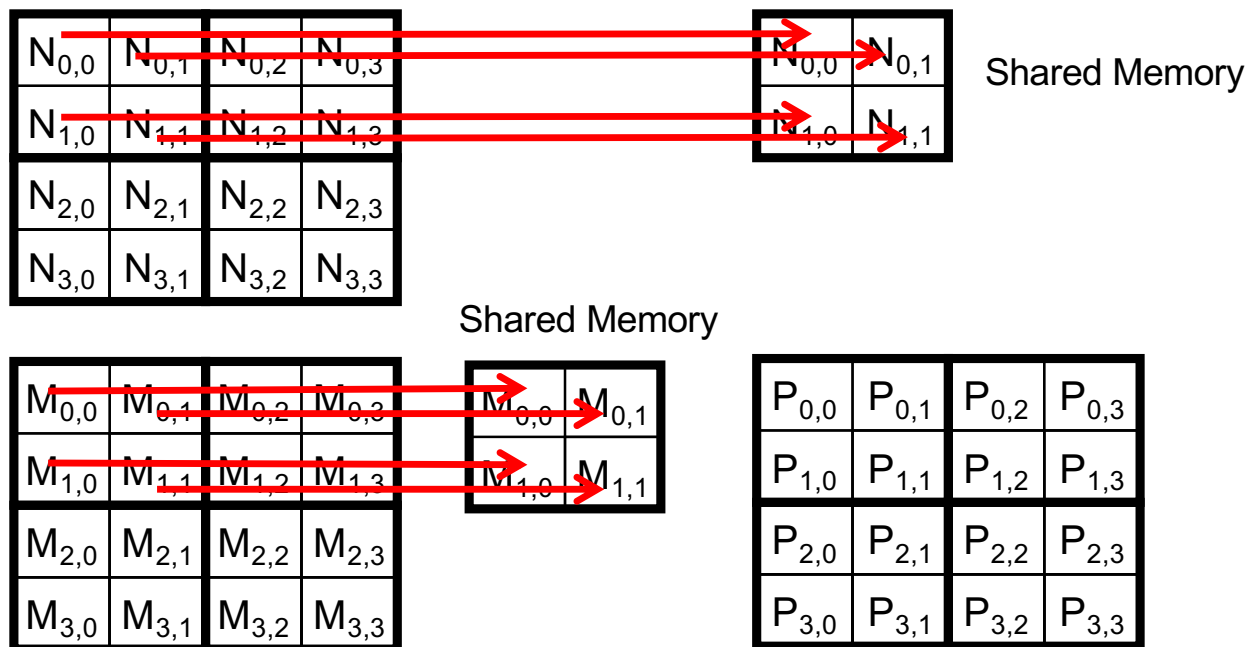 N0,0 N0,1 N0,2 N0,3
N1,0 N1,1 N1,2 N1,3
N2,0 N2,1 N2,2 N2,3
N3,0 N3,1 N3,2 N3,3
N0,0 N0,1
N1,0 N1,1
Shared Memory
Shared Memory
M0,0 M0,1 M0,2 M0,3
M1,0 M1,1 M1,2 M1,3
M2,0 M2,1 M2,2 M2,3
M3,0 M3,1 M3,2 M3,3
M0,0 M0,1
M1,0 M1,1
P0,0 P0,1 P0,2 P0,3
P1,0 P1,1 P1,2 P1,3
P2,0 P2,1 P2,2 P2,3
P3,0 P3,1 P3,2 P3,3